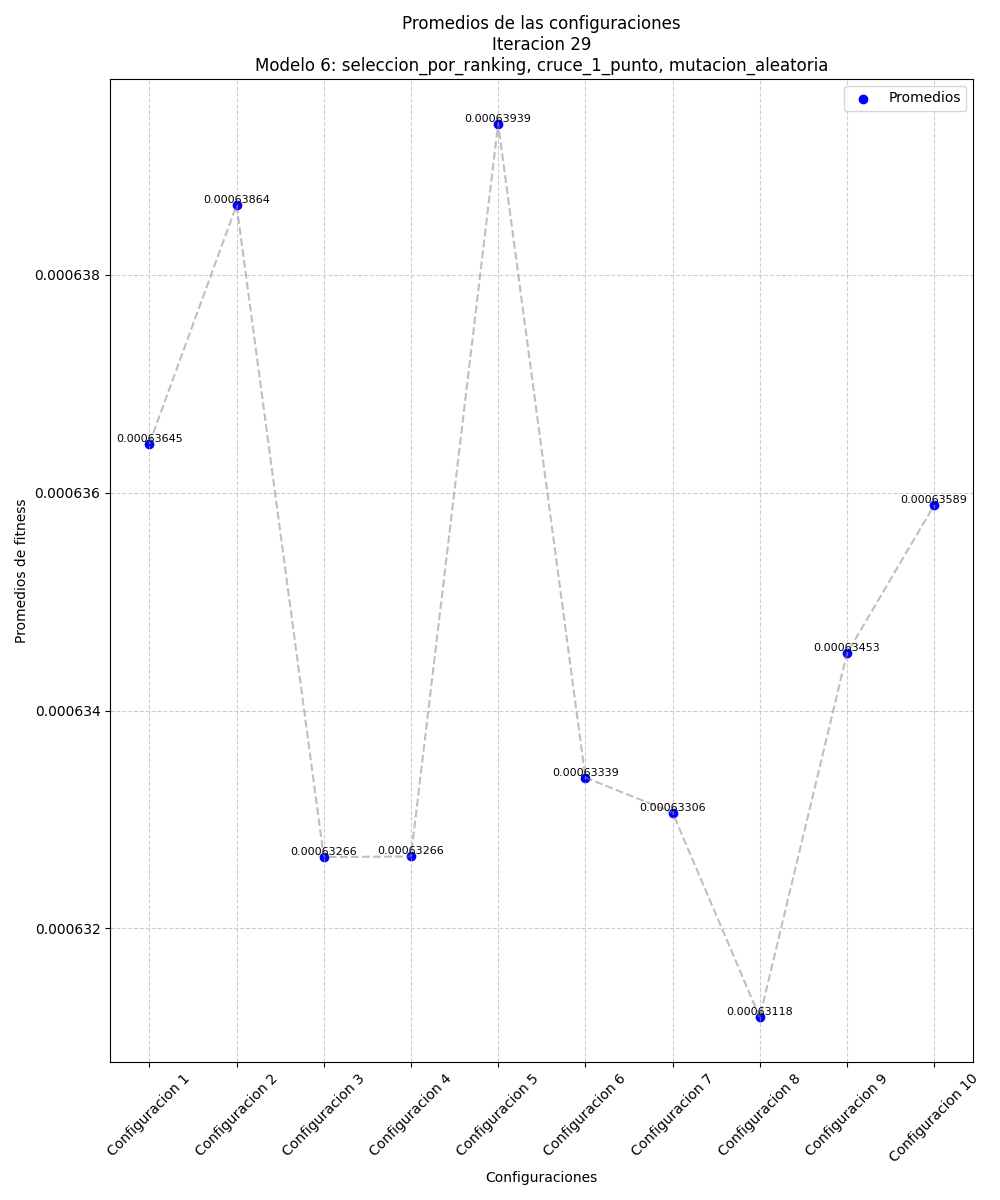 Promedios de las configuraciones
Iteracion 29
Modelo 6: seleccion_por_ranking, cruce_1_punto, mutacion_aleatoria
Promedios
0.00063939
0.00063864
0.00063645
0.00063589
0.00063453
0.00063339
0.00063306
0.00063266
0.00063266
0.00063118
0.000638
0.000636
0.000634
0.000632
Promedios de fitness
Configuracion 1
Configuracion 2
Configuracion 3
Configuracion 4
Configuracion 5
Configuracion 6
Configuracion 7
Configuracion 8
Configuracion 9
Configuracion 10
Configuraciones